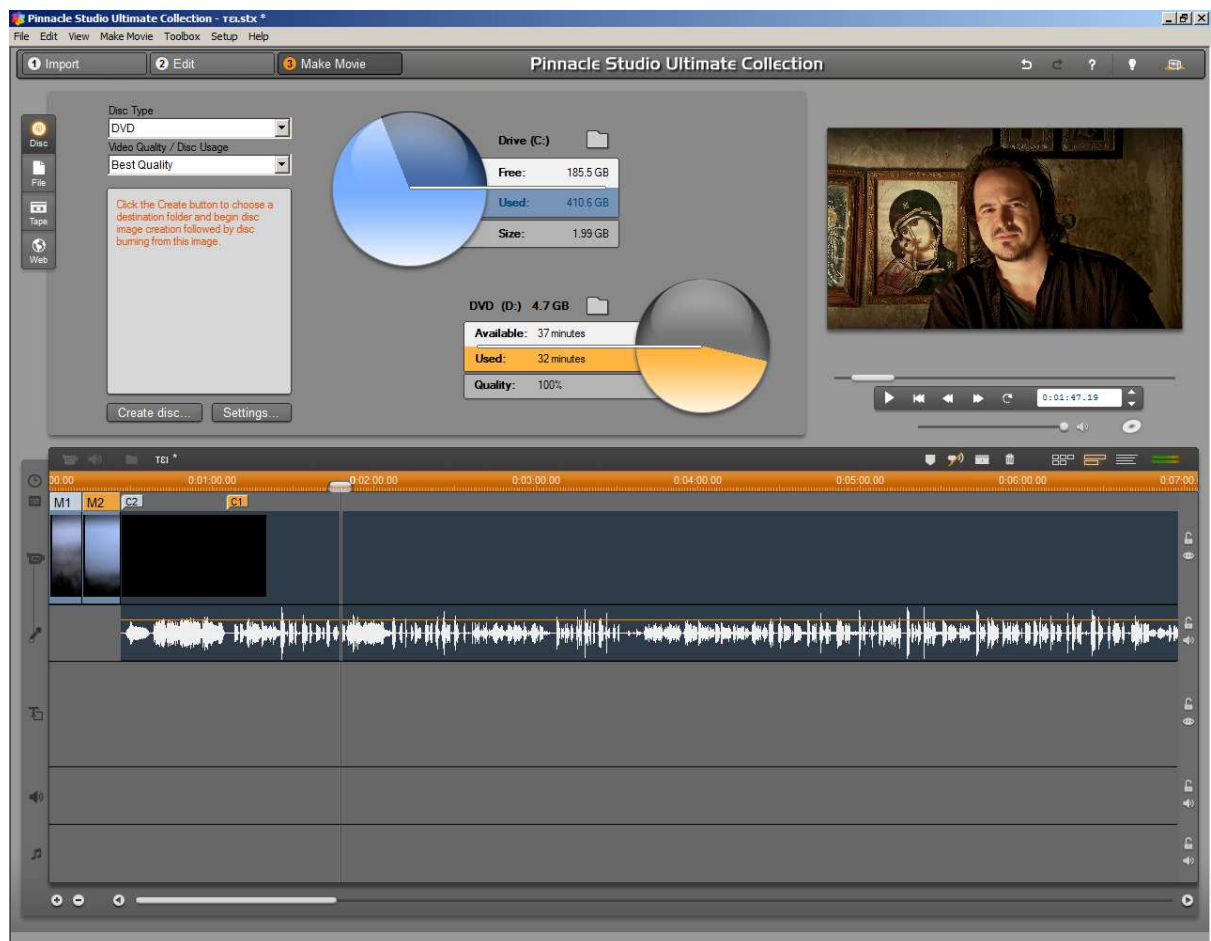 Pinnacle Studio Ultimate Collection - τει.stx *
File Edit View Make Movie Toolbox Setup Help
1 Import 2 Edit 3 Make Movie Pinnacle Studio Ultimate Collection ?
Disc
File
Tape
Web
Disc Type
DVD
Video Quality / Disc Usage
Best Quality
Click the Create button to choose a
destination folder and begin disc
image creation followed by disc
burning from this image.
Create disc... Settings...
Drive (C:)
Free: 185.5 GB
Used: 410.6 GB
Size: 1.99 GB
DVD (D:) 4.7 GB
Available: 37 minutes
Used: 32 minutes
Quality: 100%
0:01:47.19
τει *
00.00 0:01:00.00 0:02:00.00 0:03:00.00 0:04:00.00 0:05:00.00 0:06:00.00 0:07:00
M1 M2 C2 C1